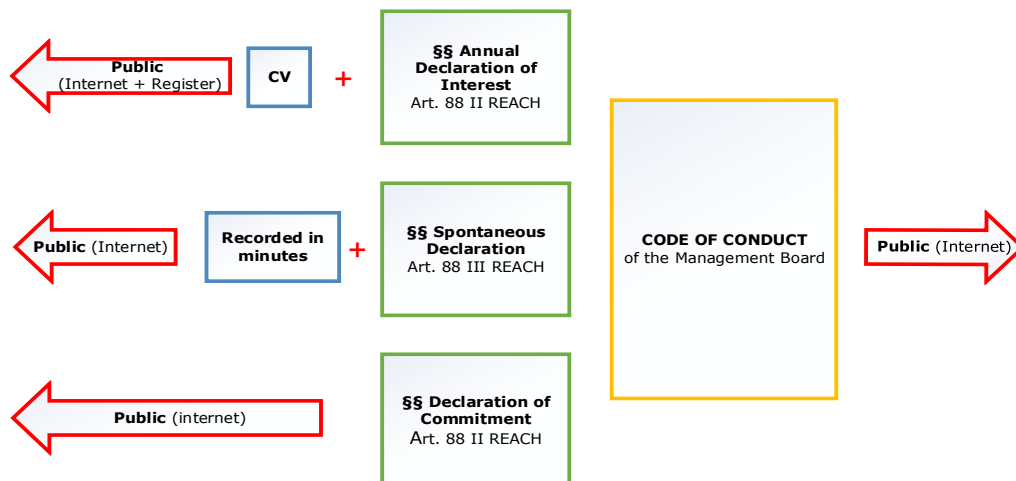 Public
(Internet + Register)
CV
+
§§ Annual
Declaration of
Interest
Art. 88 II REACH
Public (Internet)
Recorded in
minutes
+
§§ Spontaneous
Declaration
Art. 88 III REACH
CODE OF CONDUCT
of the Management Board
Public (Internet)
Public (internet)
§§ Declaration of
Commitment
Art. 88 II REACH